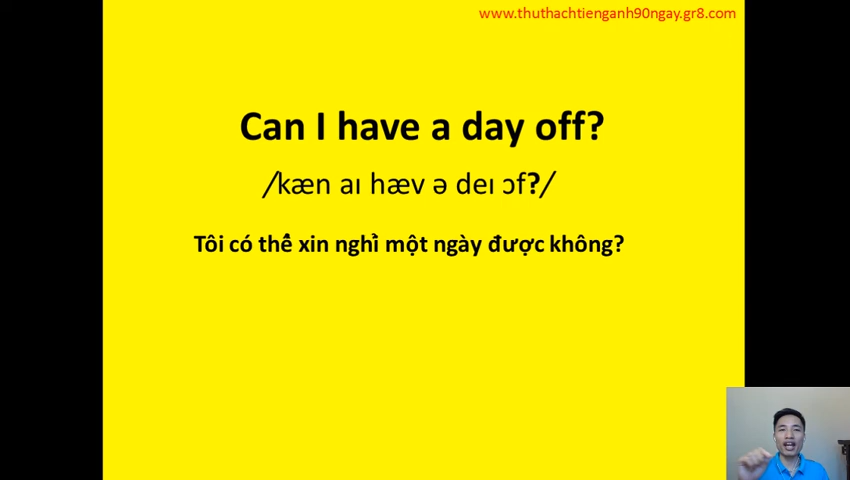 www.thuthachtienganh90ngay.gr8.com
Can I have a day off?
/kæn aɪ hæv ə deɪ ɔf?/
Tôi có thể xin nghỉ một ngày được không?